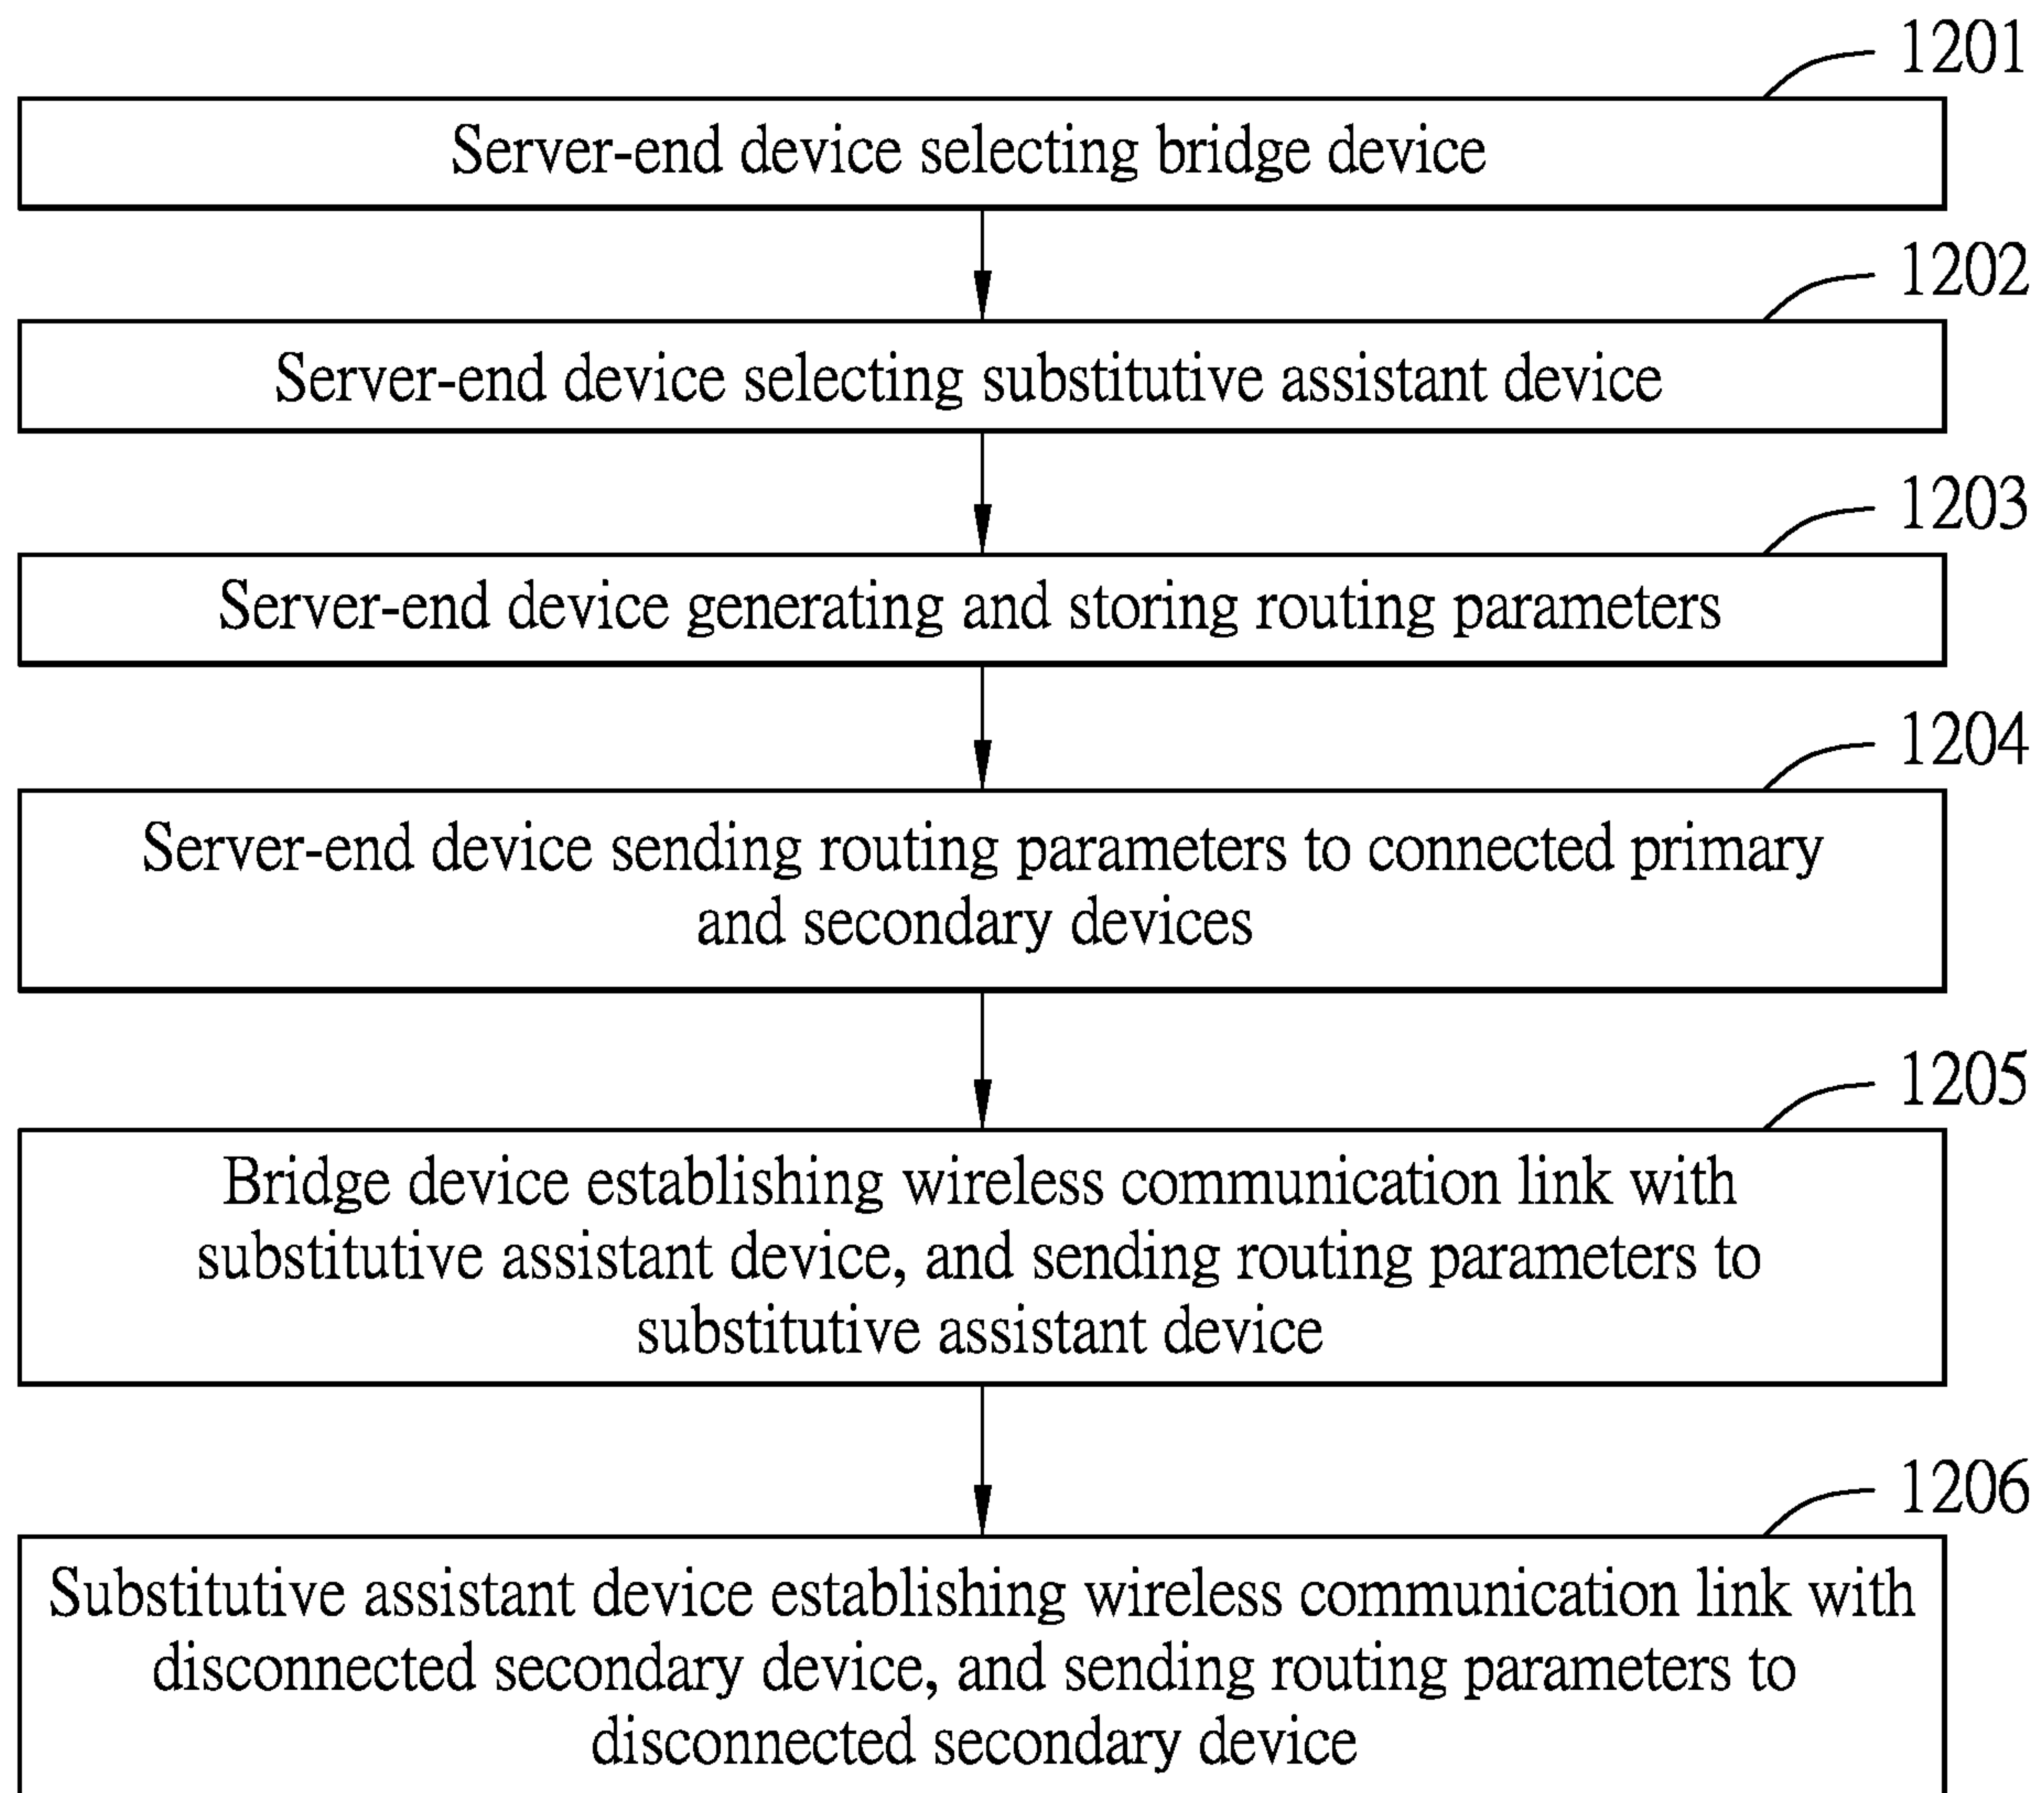 1201
Server-end device selecting bridge device
1202
Server-end device selecting substitutive assistant device
1203
Server-end device generating and storing routing parameters
1204
Server-end device sending routing parameters to connected primary
and secondary devices
1205
Bridge device establishing wireless communication link with
substitutive assistant device, and sending routing parameters to
substitutive assistant device
1206
Substitutive assistant device establishing wireless communication link with
disconnected secondary device, and sending routing parameters to
disconnected secondary device